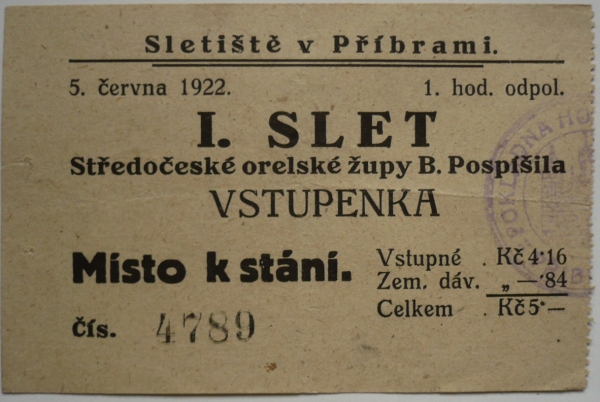 Sletiště v Příbrami.
5. června 1922. 1. hod. odpol.
I. SLET
Středočeské orelské župy B. Pospíšila
VSTUPENKA
Místo k stání.
Vstupné . Kč 4·16
Zem. dáv. „ —·84
Celkem . Kč 5·—
čís. 4789
POKLADNA